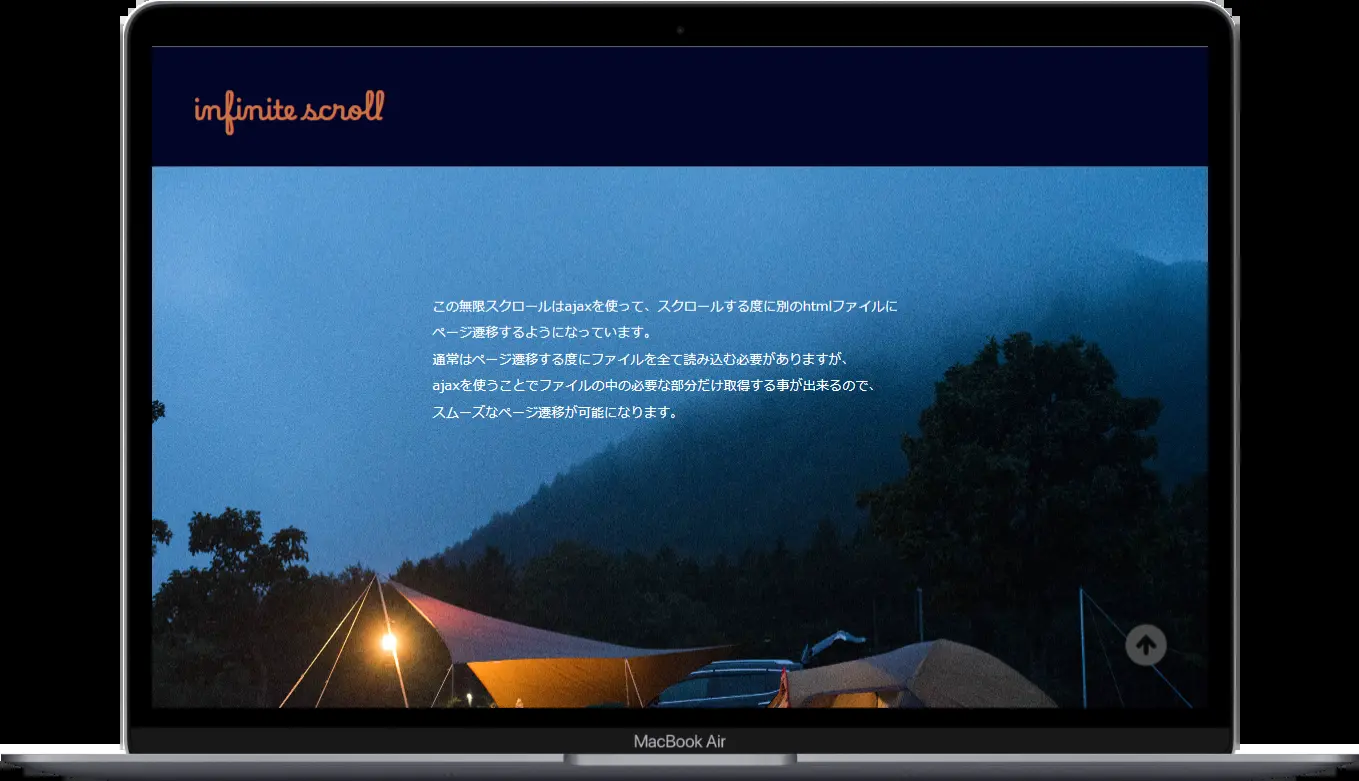 infinite scroll
この無限スクロールはajaxを使って、スクロールする度に別のhtmlファイルに
ページ遷移するようになっています。
通常はページ遷移する度にファイルを全て読み込む必要がありますが、
ajaxを使うことでファイルの中の必要な部分だけ取得する事が出来るので、
スムーズなページ遷移が可能になります。
MacBook Air